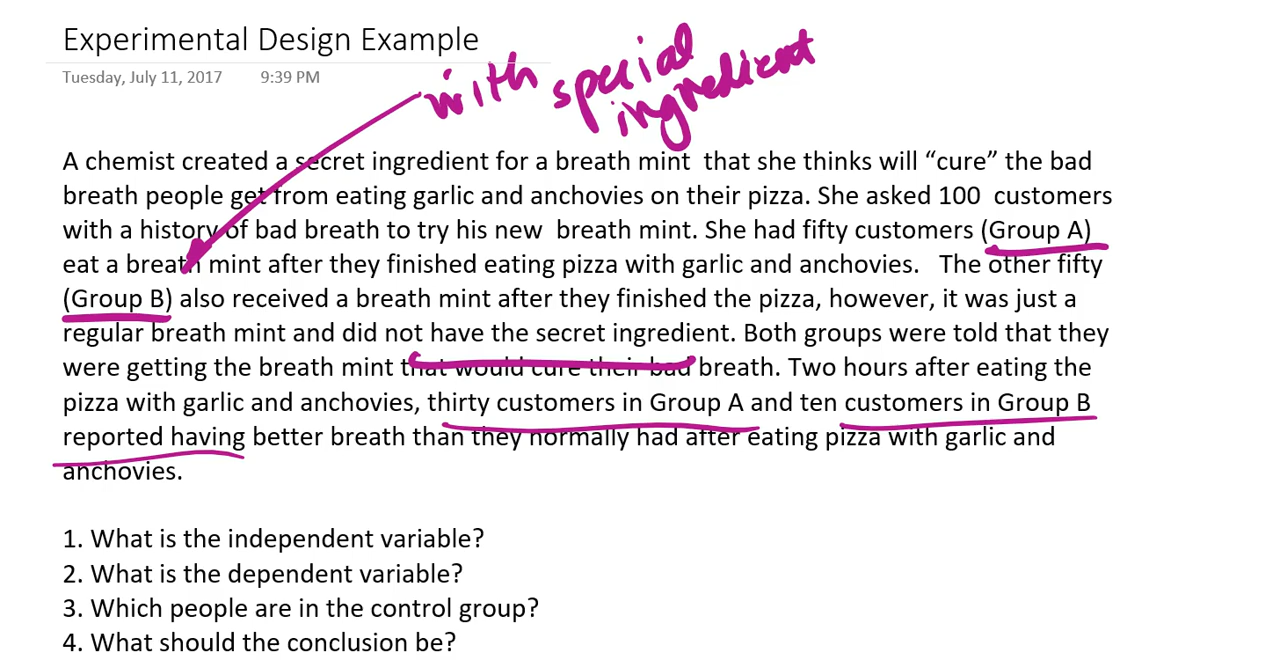 Experimental Design Example
Tuesday, July 11, 2017 9:39 PM
with special
ingredient
A chemist created a secret ingredient for a breath mint that she thinks will “cure” the bad
breath people get from eating garlic and anchovies on their pizza. She asked 100 customers
with a history of bad breath to try his new breath mint. She had fifty customers (Group A)
eat a breath mint after they finished eating pizza with garlic and anchovies. The other fifty
(Group B) also received a breath mint after they finished the pizza, however, it was just a
regular breath mint and did not have the secret ingredient. Both groups were told that they
were getting the breath mint that would cure their bad breath. Two hours after eating the
pizza with garlic and anchovies, thirty customers in Group A and ten customers in Group B
reported having better breath than they normally had after eating pizza with garlic and
anchovies.
1. What is the independent variable?
2. What is the dependent variable?
3. Which people are in the control group?
4. What should the conclusion be?